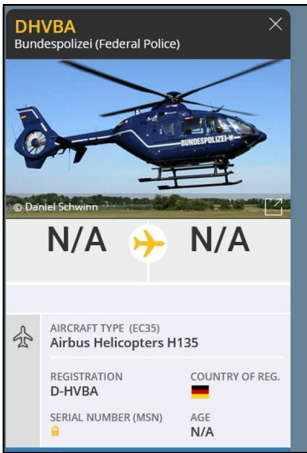 DHVBA
Bundespolizei (Federal Police)
BUNDESPOLIZEI
© Daniel Schwinn
N/A N/A
AIRCRAFT TYPE (EC35)
Airbus Helicopters H135
REGISTRATION COUNTRY OF REG.
D-HVBA
SERIAL NUMBER (MSN) AGE
N/A